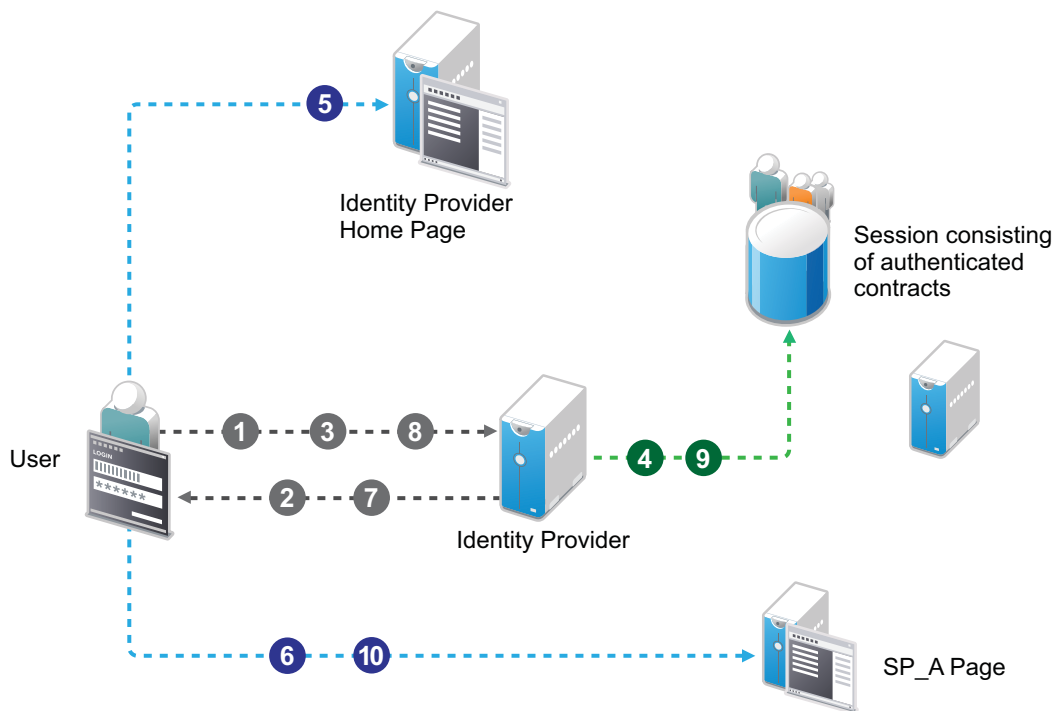 5
Identity Provider
Home Page
Session consisting
of authenticated
contracts
User
LOGIN
******
1
3
8
2
7
4
9
Identity Provider
6
10
SP_A Page